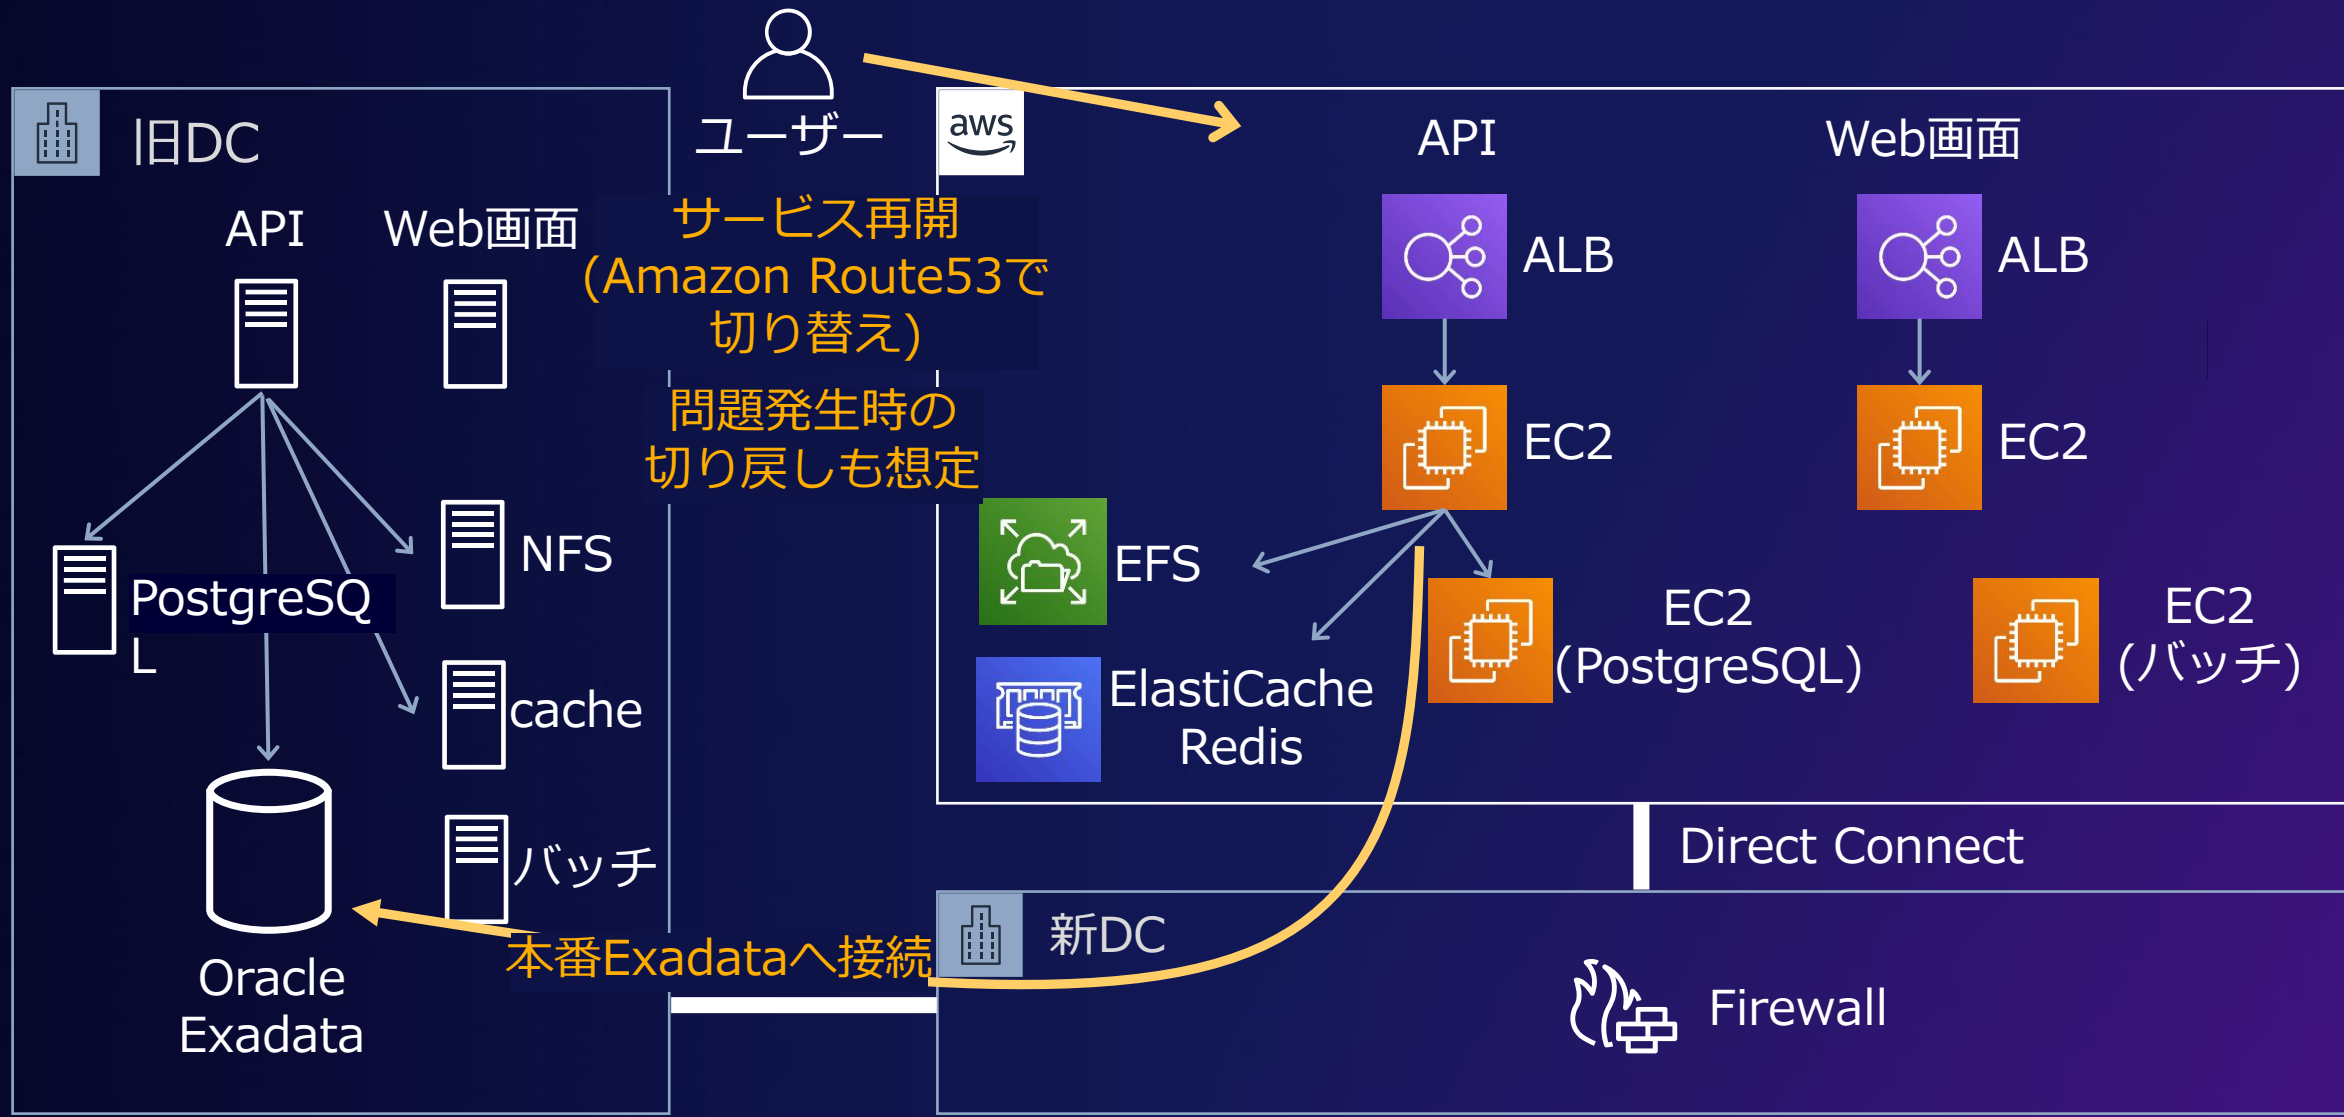 ユーザー
旧DC
API
Web画面
PostgreSQ
L
NFS
cache
バッチ
Oracle
Exadata
サービス再開
(Amazon Route53で
切り替え)
問題発生時の
切り戻しも想定
本番Exadataへ接続
aws
API
Web画面
ALB
ALB
EC2
EC2
EFS
ElastiCache
Redis
EC2
(PostgreSQL)
EC2
(バッチ)
Direct Connect
新DC
Firewall